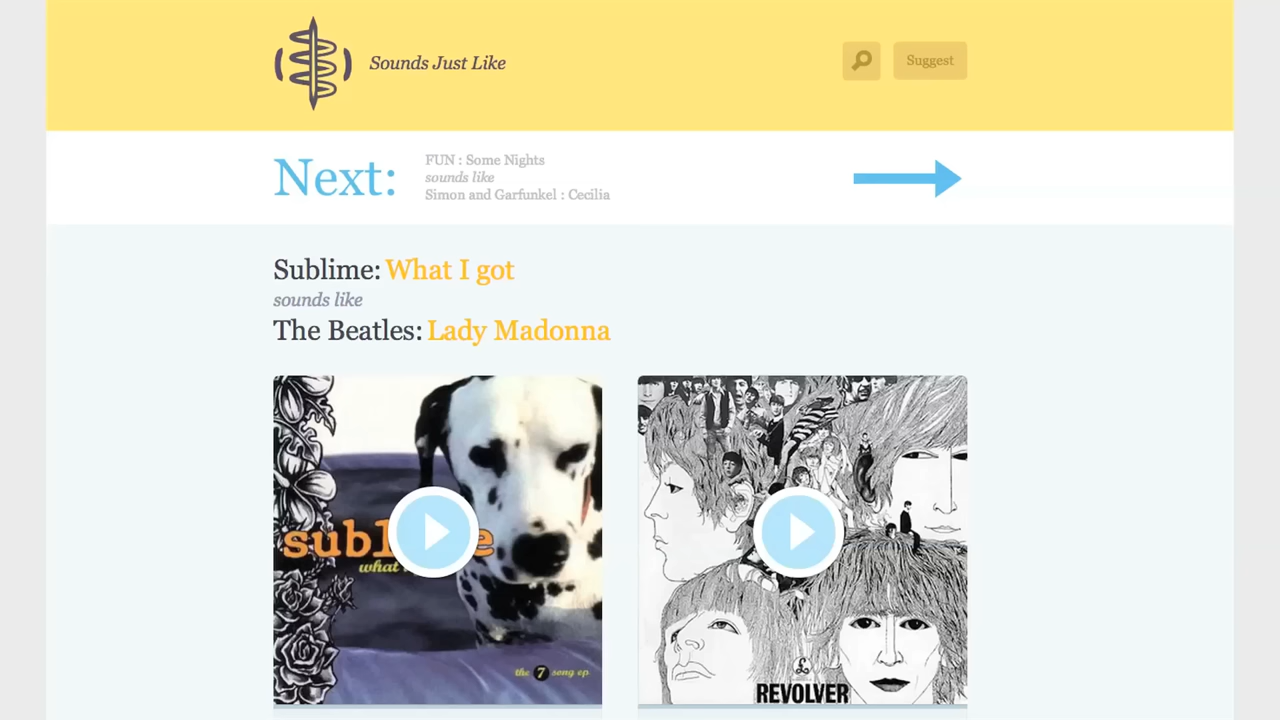 Sounds Just Like
Suggest
Next:
FUN : Some Nights
sounds like
Simon and Garfunkel : Cecilia
Sublime: What I got
sounds like
The Beatles: Lady Madonna
what
the 7 song ep
REVOLVER